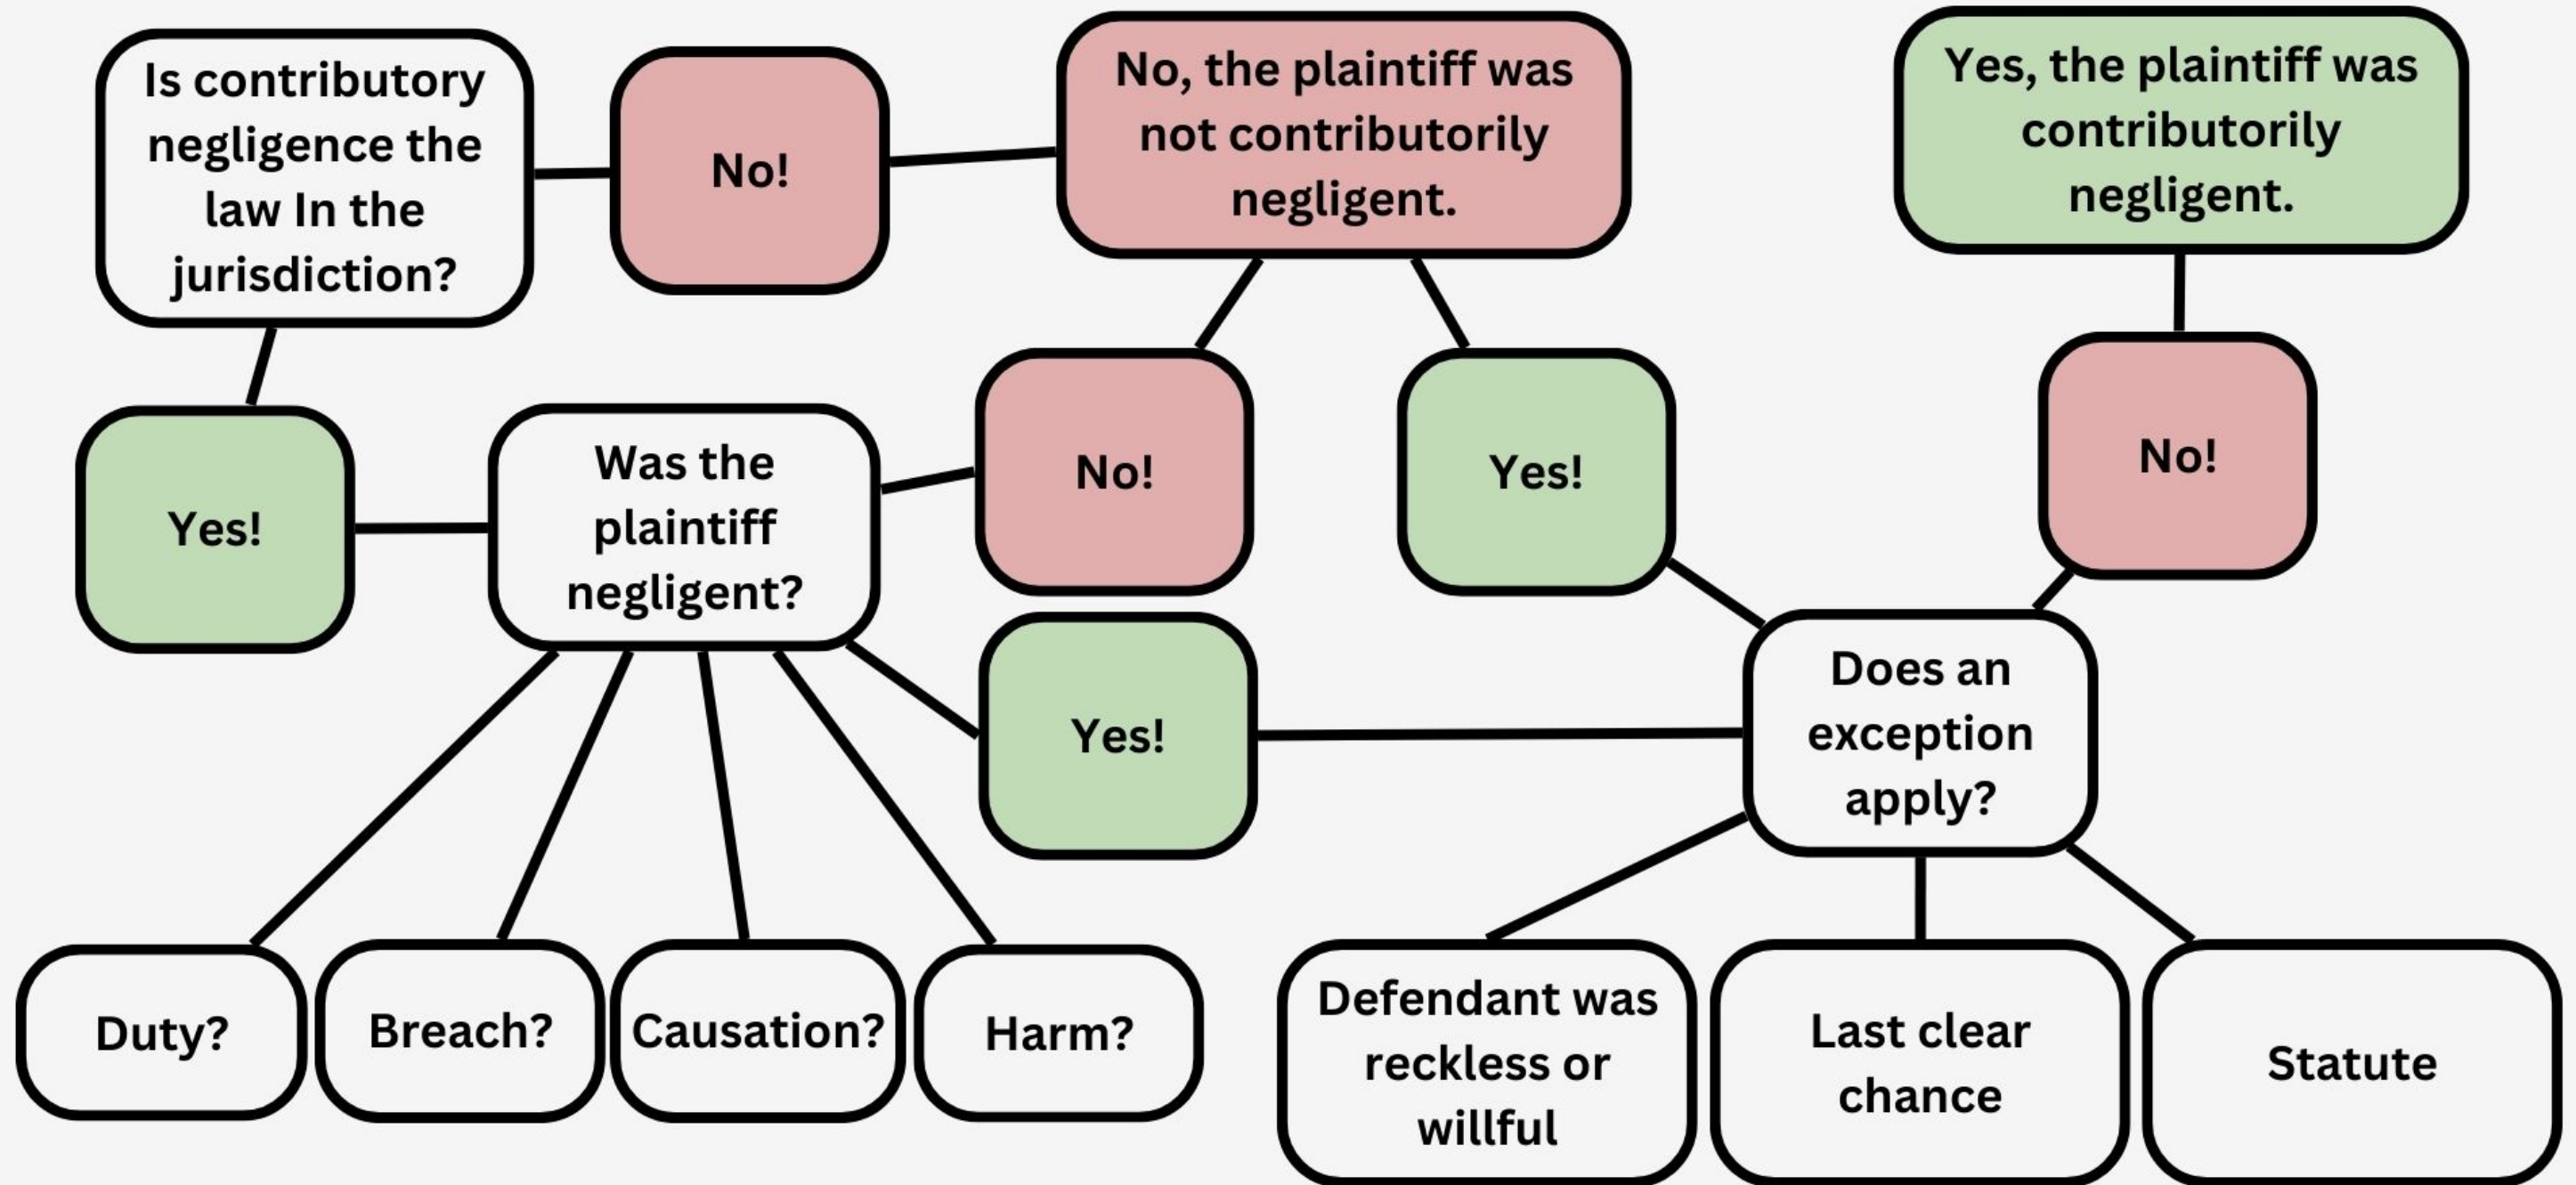 Is contributory
negligence the
law In the
jurisdiction?
No!
No, the plaintiff was
not contributorily
negligent.
Yes, the plaintiff was
contributorily
negligent.
Yes!
Was the
plaintiff
negligent?
No!
Yes!
No!
Yes!
Does an
exception
apply?
Duty?
Breach?
Causation?
Harm?
Defendant was
reckless or
willful
Last clear
chance
Statute